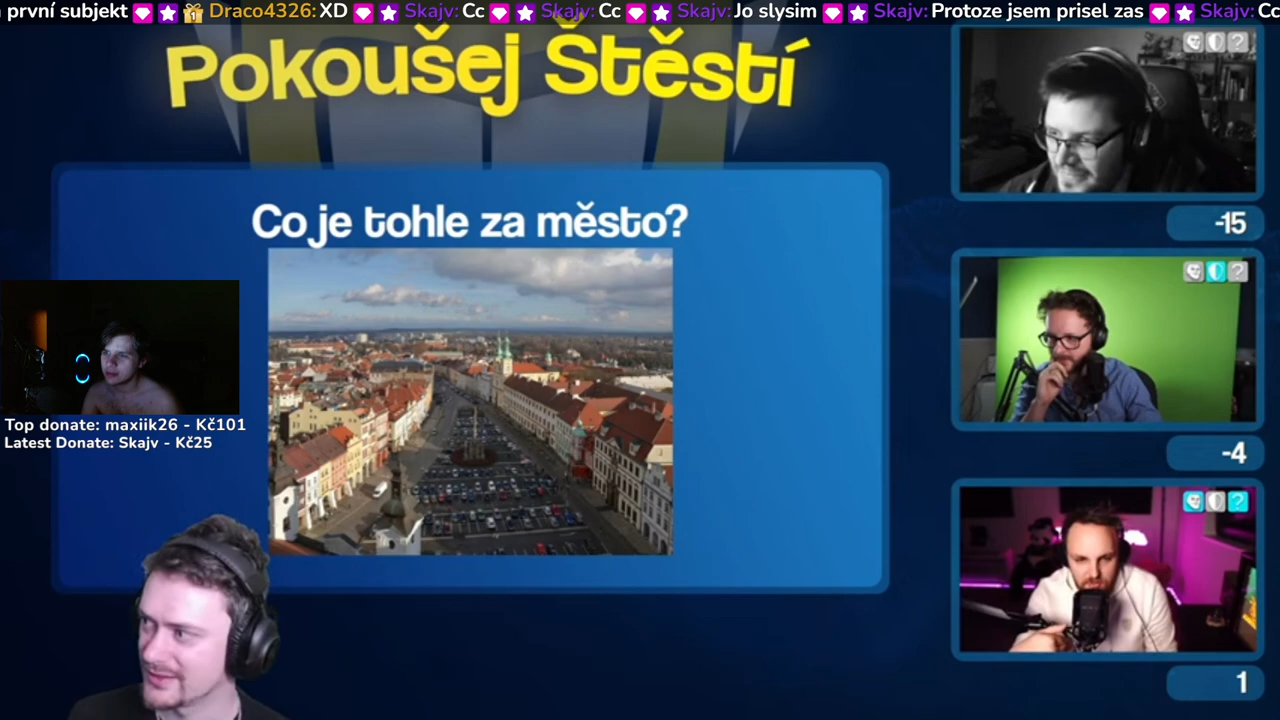 první subjekt Draco4326: XD Skajv: Cc Skajv: Cc Skajv: Jo slysim Skajv: Protoze jsem prisel zas Skajv: Cc
Pokoušej Štěstí
Co je tohle za město?
-15
-4
1
Top donate: maxiik26 - Kč101
Latest Donate: Skajv - Kč25